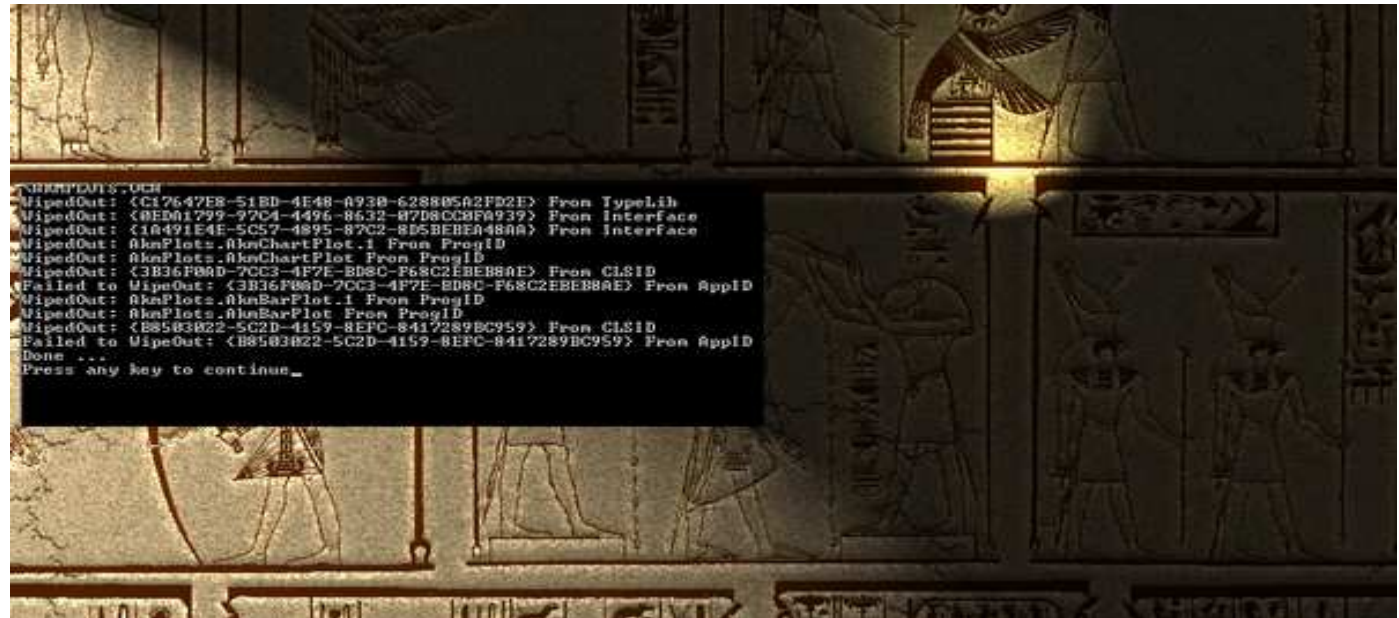 \AKMPLOTS.OCA
WipedOut: {C17647E8-51BD-4E48-A930-628805A2FD2E} From TypeLib
WipedOut: {0EDA1799-97C4-4496-8632-07D8CC0FA939} From Interface
WipedOut: {1A491E4E-5C57-4895-87C2-8D5BEBEA48AA} From Interface
WipedOut: AkmPlots.AkmChartPlot.1 From ProgID
WipedOut: AkmPlots.AkmChartPlot From ProgID
WipedOut: {3B36F0AD-7CC3-4F7E-BD8C-F68C2EBEB8AE} From CLSID
Failed to WipeOut: {3B36F0AD-7CC3-4F7E-BD8C-F68C2EBEB8AE} From AppID
WipedOut: AkmPlots.AkmBarPlot.1 From ProgID
WipedOut: AkmPlots.AkmBarPlot From ProgID
WipedOut: {B8503022-5C2D-4159-8EFC-8417289BC959} From CLSID
Failed to WipeOut: {B8503022-5C2D-4159-8EFC-8417289BC959} From AppID
Done ...
Press any key to continue_